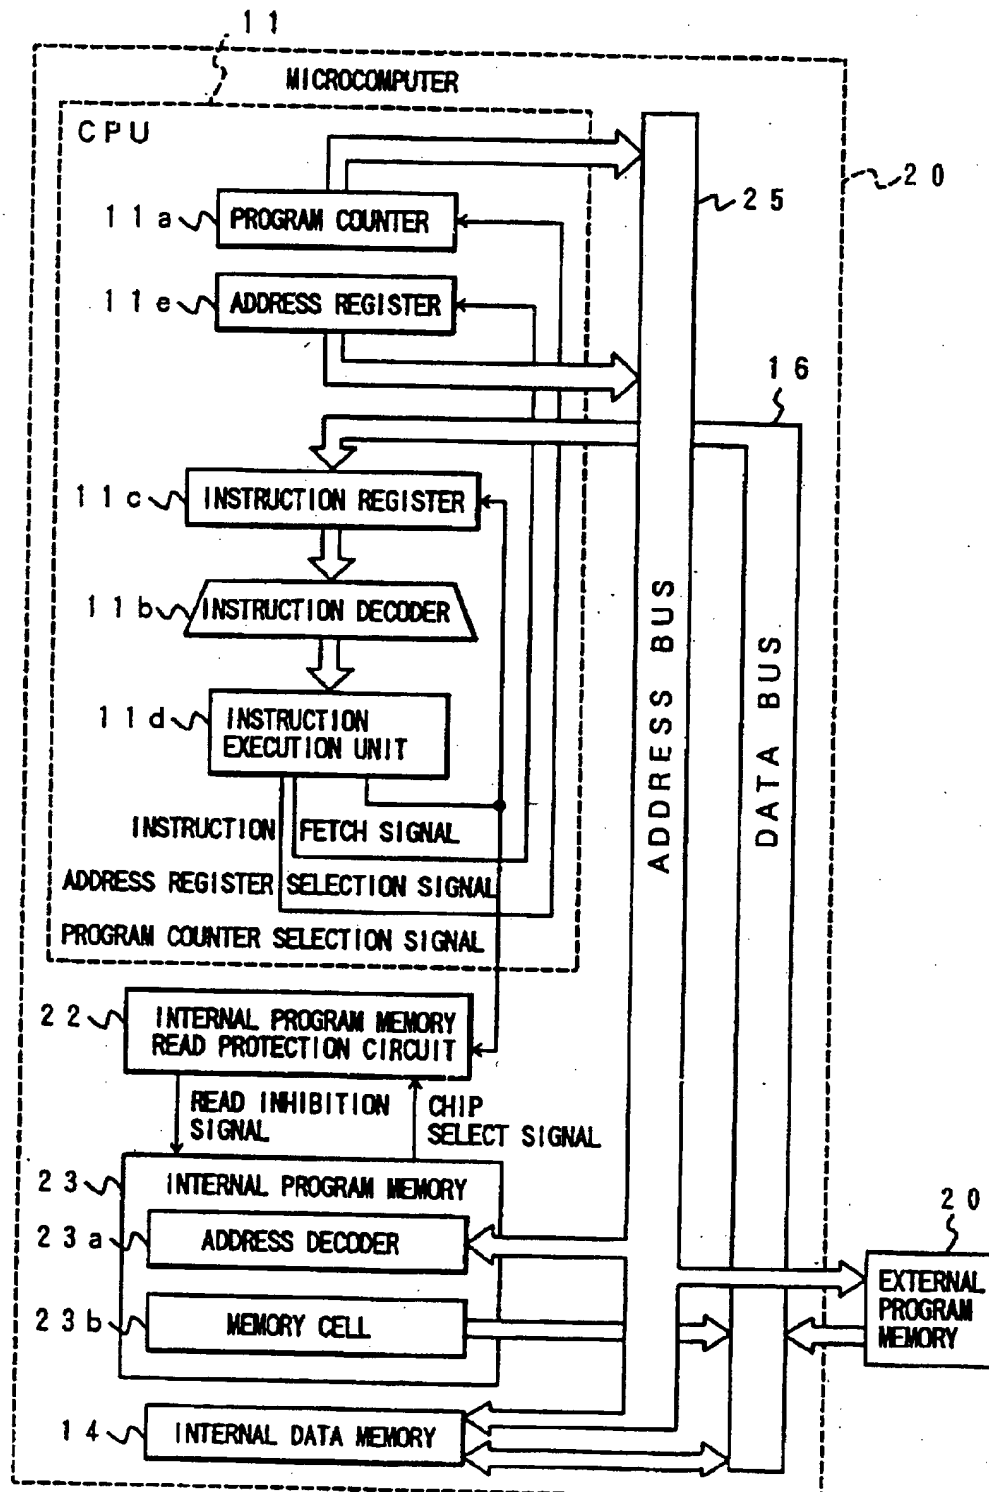 11
MICROCOMPUTER
CPU
20
25
11a
PROGRAM COUNTER
11e
ADDRESS REGISTER
16
11c
INSTRUCTION REGISTER
11b
INSTRUCTION DECODER
ADDRESS BUS
DATA BUS
11d
INSTRUCTION
EXECUTION UNIT
INSTRUCTION FETCH SIGNAL
ADDRESS REGISTER SELECTION SIGNAL
PROGRAM COUNTER SELECTION SIGNAL
22
INTERNAL PROGRAM MEMORY
READ PROTECTION CIRCUIT
READ INHIBITION
SIGNAL
CHIP
SELECT SIGNAL
23
INTERNAL PROGRAM MEMORY
23a
ADDRESS DECODER
20
EXTERNAL
PROGRAM
MEMORY
23b
MEMORY CELL
14
INTERNAL DATA MEMORY